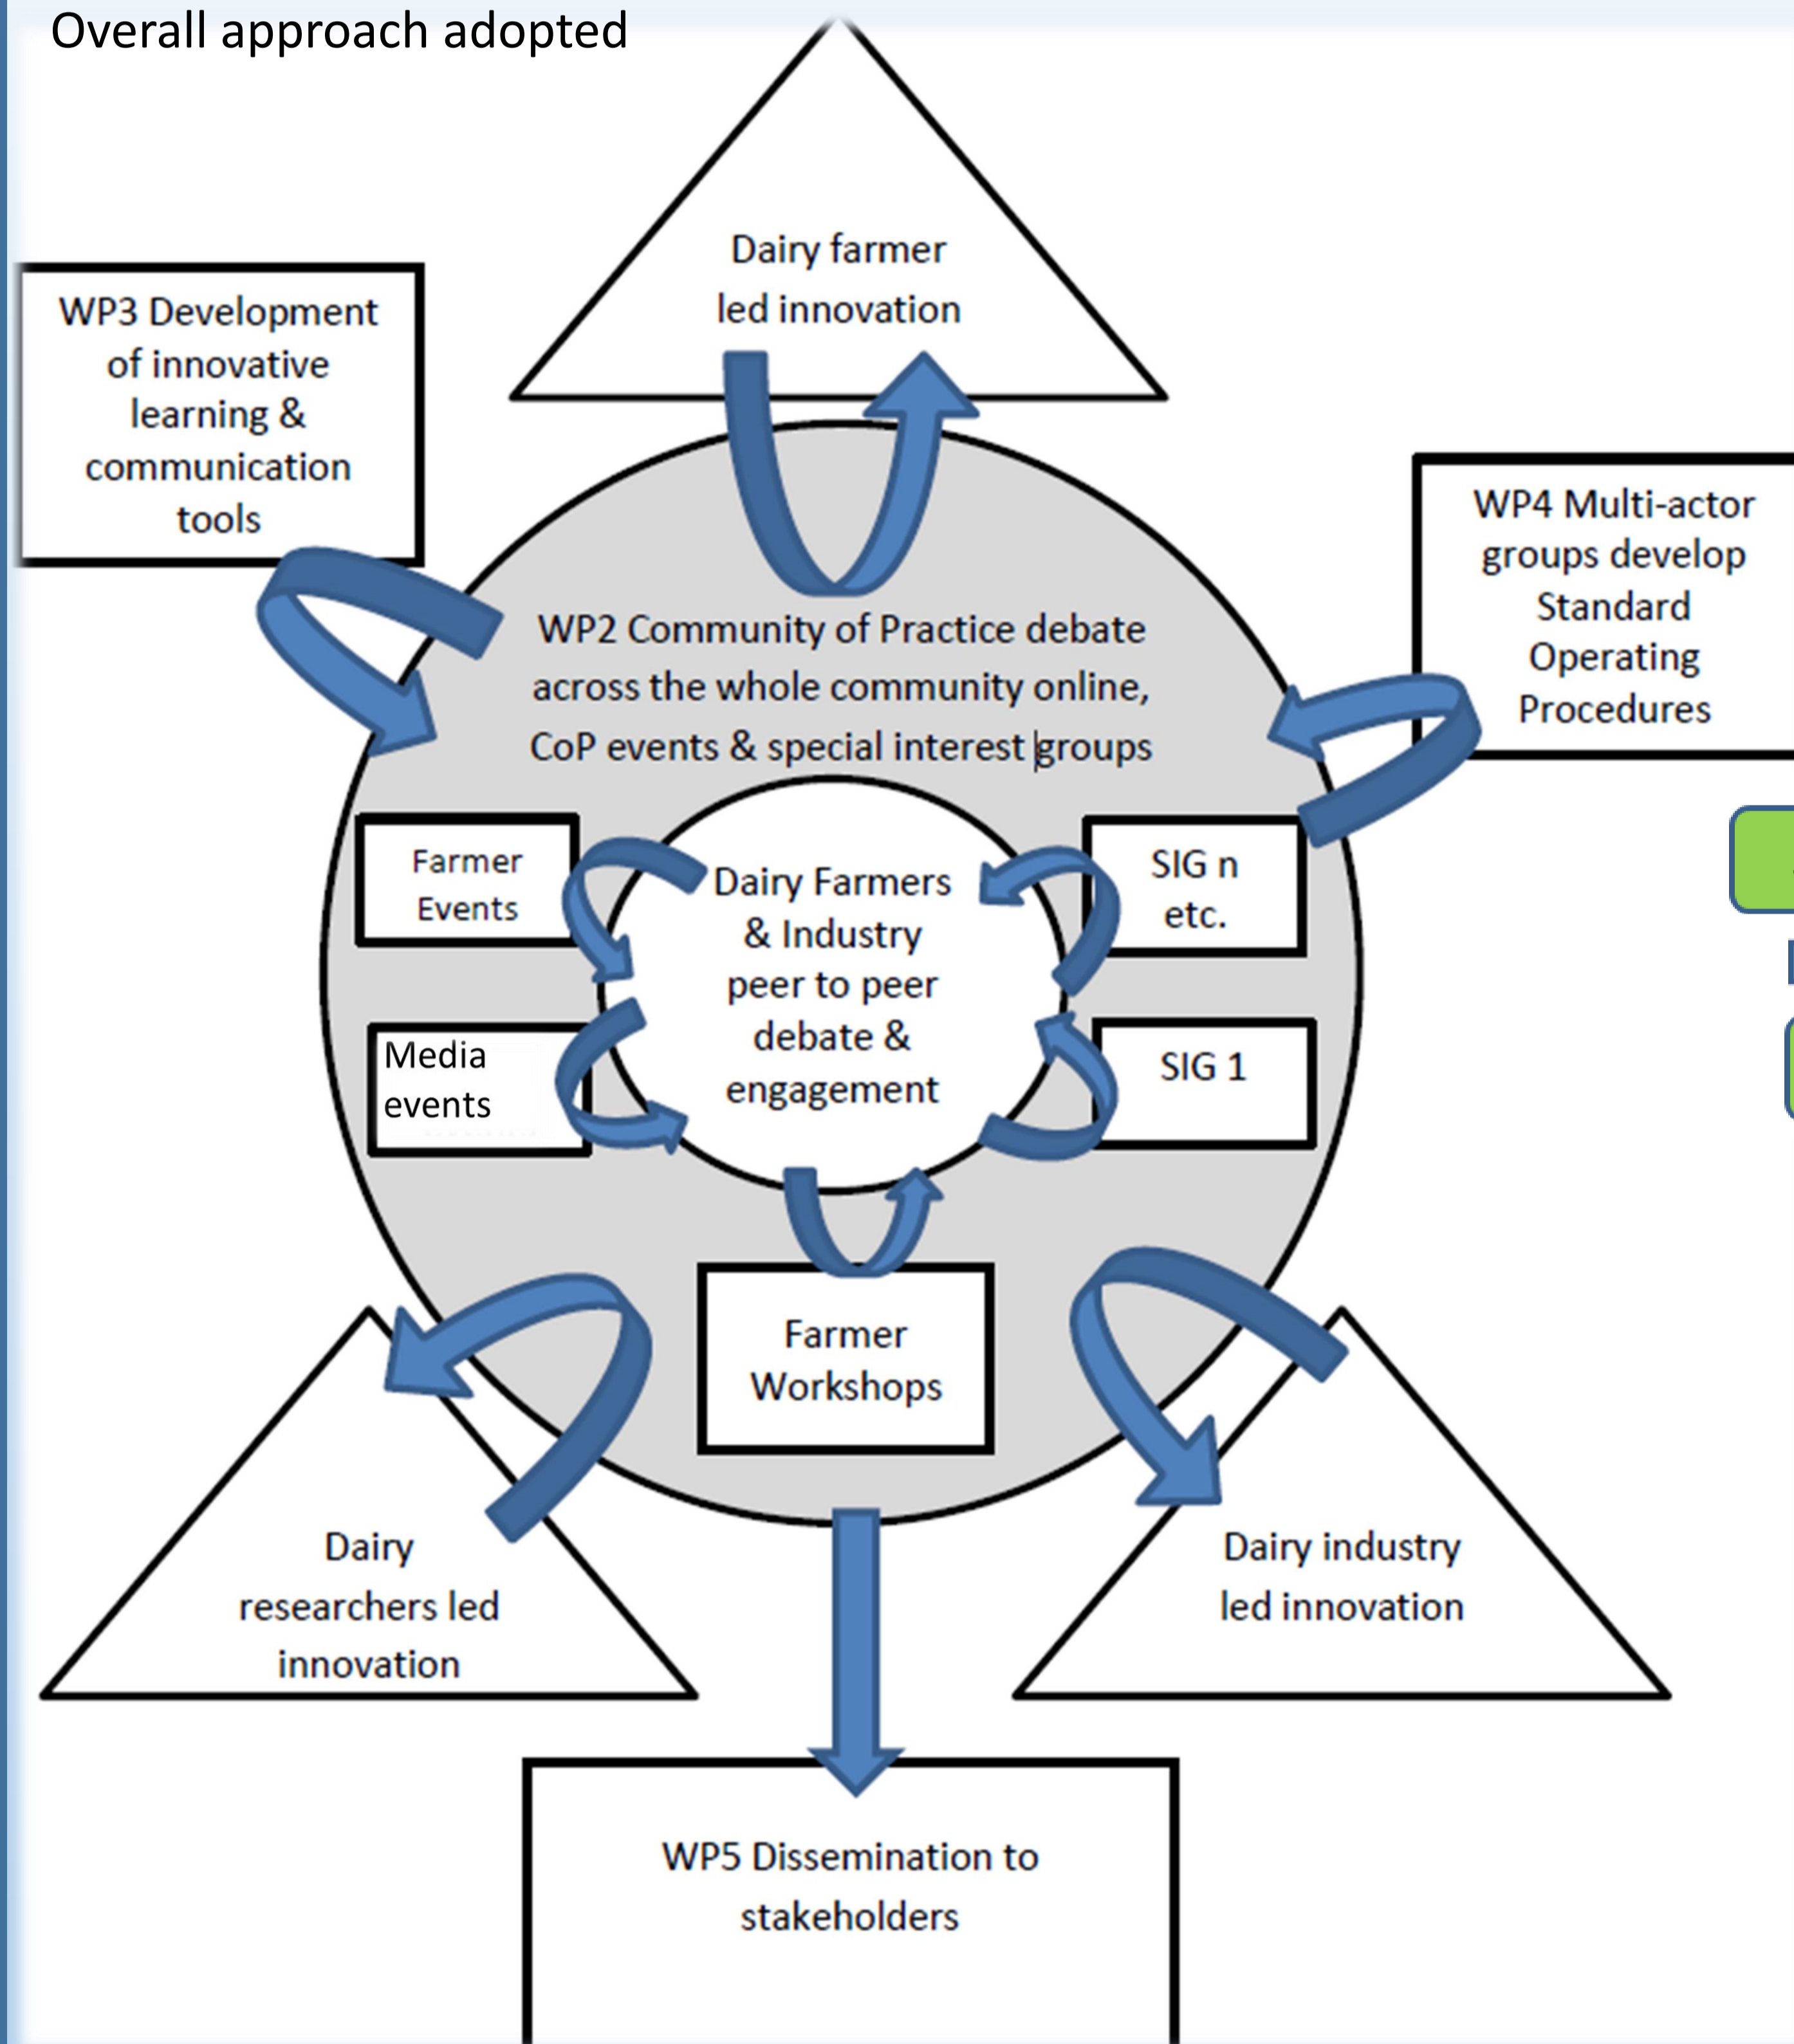 Overall approach adopted
Dairy farmer
led innovation
WP3 Development
of innovative
learning &
communication
tools
WP4 Multi-actor
groups develop
Standard
Operating
Procedures
WP2 Community of Practice debate
across the whole community online,
CoP events & special interest groups
Farmer
Events
Dairy Farmers
& Industry
peer to peer
debate &
engagement
SIG n
etc.
Media
events
SIG 1
Farmer
Workshops
Dairy
researchers led
innovation
Dairy industry
led innovation
WP5 Dissemination to
stakeholders